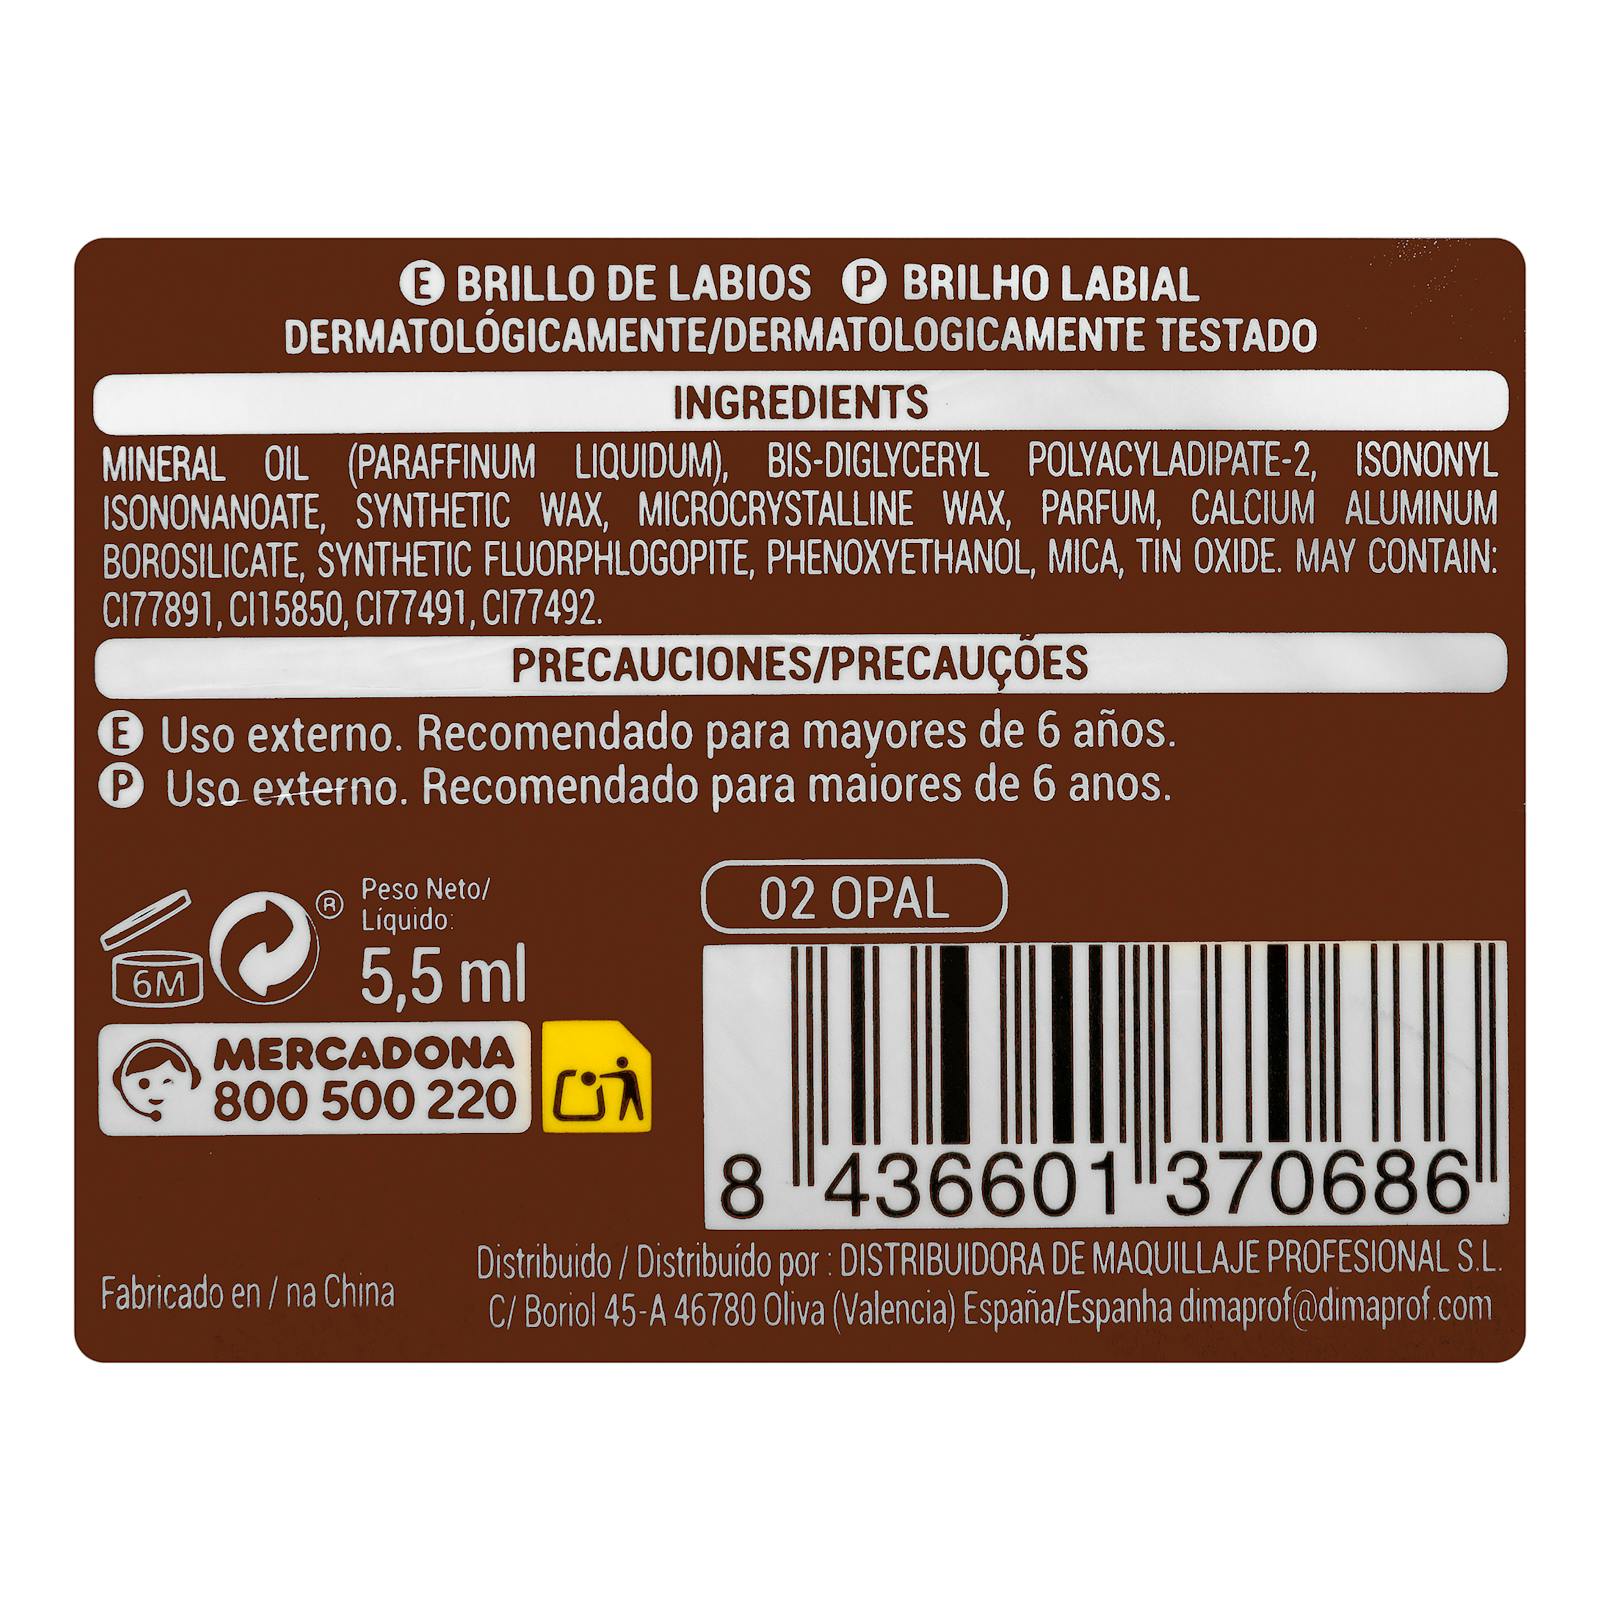 E BRILLO DE LABIOS P BRILHO LABIAL
DERMATOLÓGICAMENTE/DERMATOLOGICAMENTE TESTADO
INGREDIENTS
MINERAL OIL (PARAFFINUM LIQUIDUM), BIS-DIGLYCERYL POLYACYLADIPATE-2, ISONONYL
ISONONANOATE, SYNTHETIC WAX, MICROCRYSTALLINE WAX, PARFUM, CALCIUM ALUMINUM
BOROSILICATE, SYNTHETIC FLUORPHLOGOPITE, PHENOXYETHANOL, MICA, TIN OXIDE. MAY CONTAIN:
CI77891, CI15850, CI77491, CI77492.
PRECAUCIONES/PRECAUÇÕES
E Uso externo. Recomendado para mayores de 6 años.
P Uso externo. Recomendado para maiores de 6 anos.
6M
®
Peso Neto/
Líquido:
5,5 ml
02 OPAL
MERCADONA
800 500 220
8 436601 370686
Fabricado en / na China
Distribuido / Distribuído por : DISTRIBUIDORA DE MAQUILLAJE PROFESIONAL S.L.
C/ Boriol 45-A 46780 Oliva (Valencia) España/Espanha dimaprof@dimaprof.com